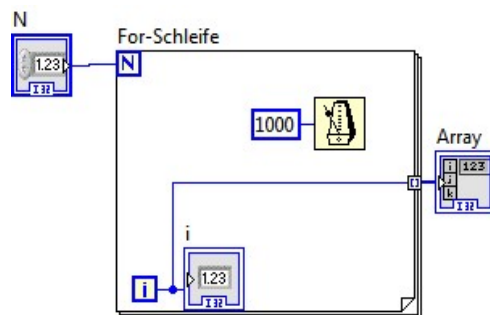 N
For-Schleife
1.23
I32
N
1000
Array
i
123
j
k
I32
i
i
1.23
I32